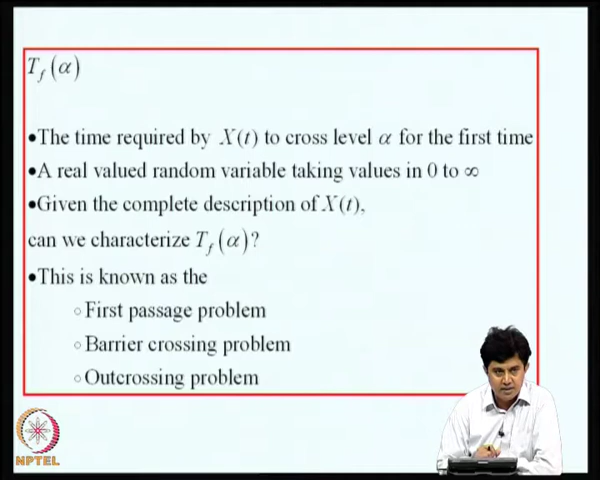 T_f(α)
•The time required by X(t) to cross level α for the first time
•A real valued random variable taking values in 0 to ∞
•Given the complete description of X(t),
can we characterize T_f(α)?
•This is known as the
○First passage problem
○Barrier crossing problem
○Outcrossing problem
NPTEL